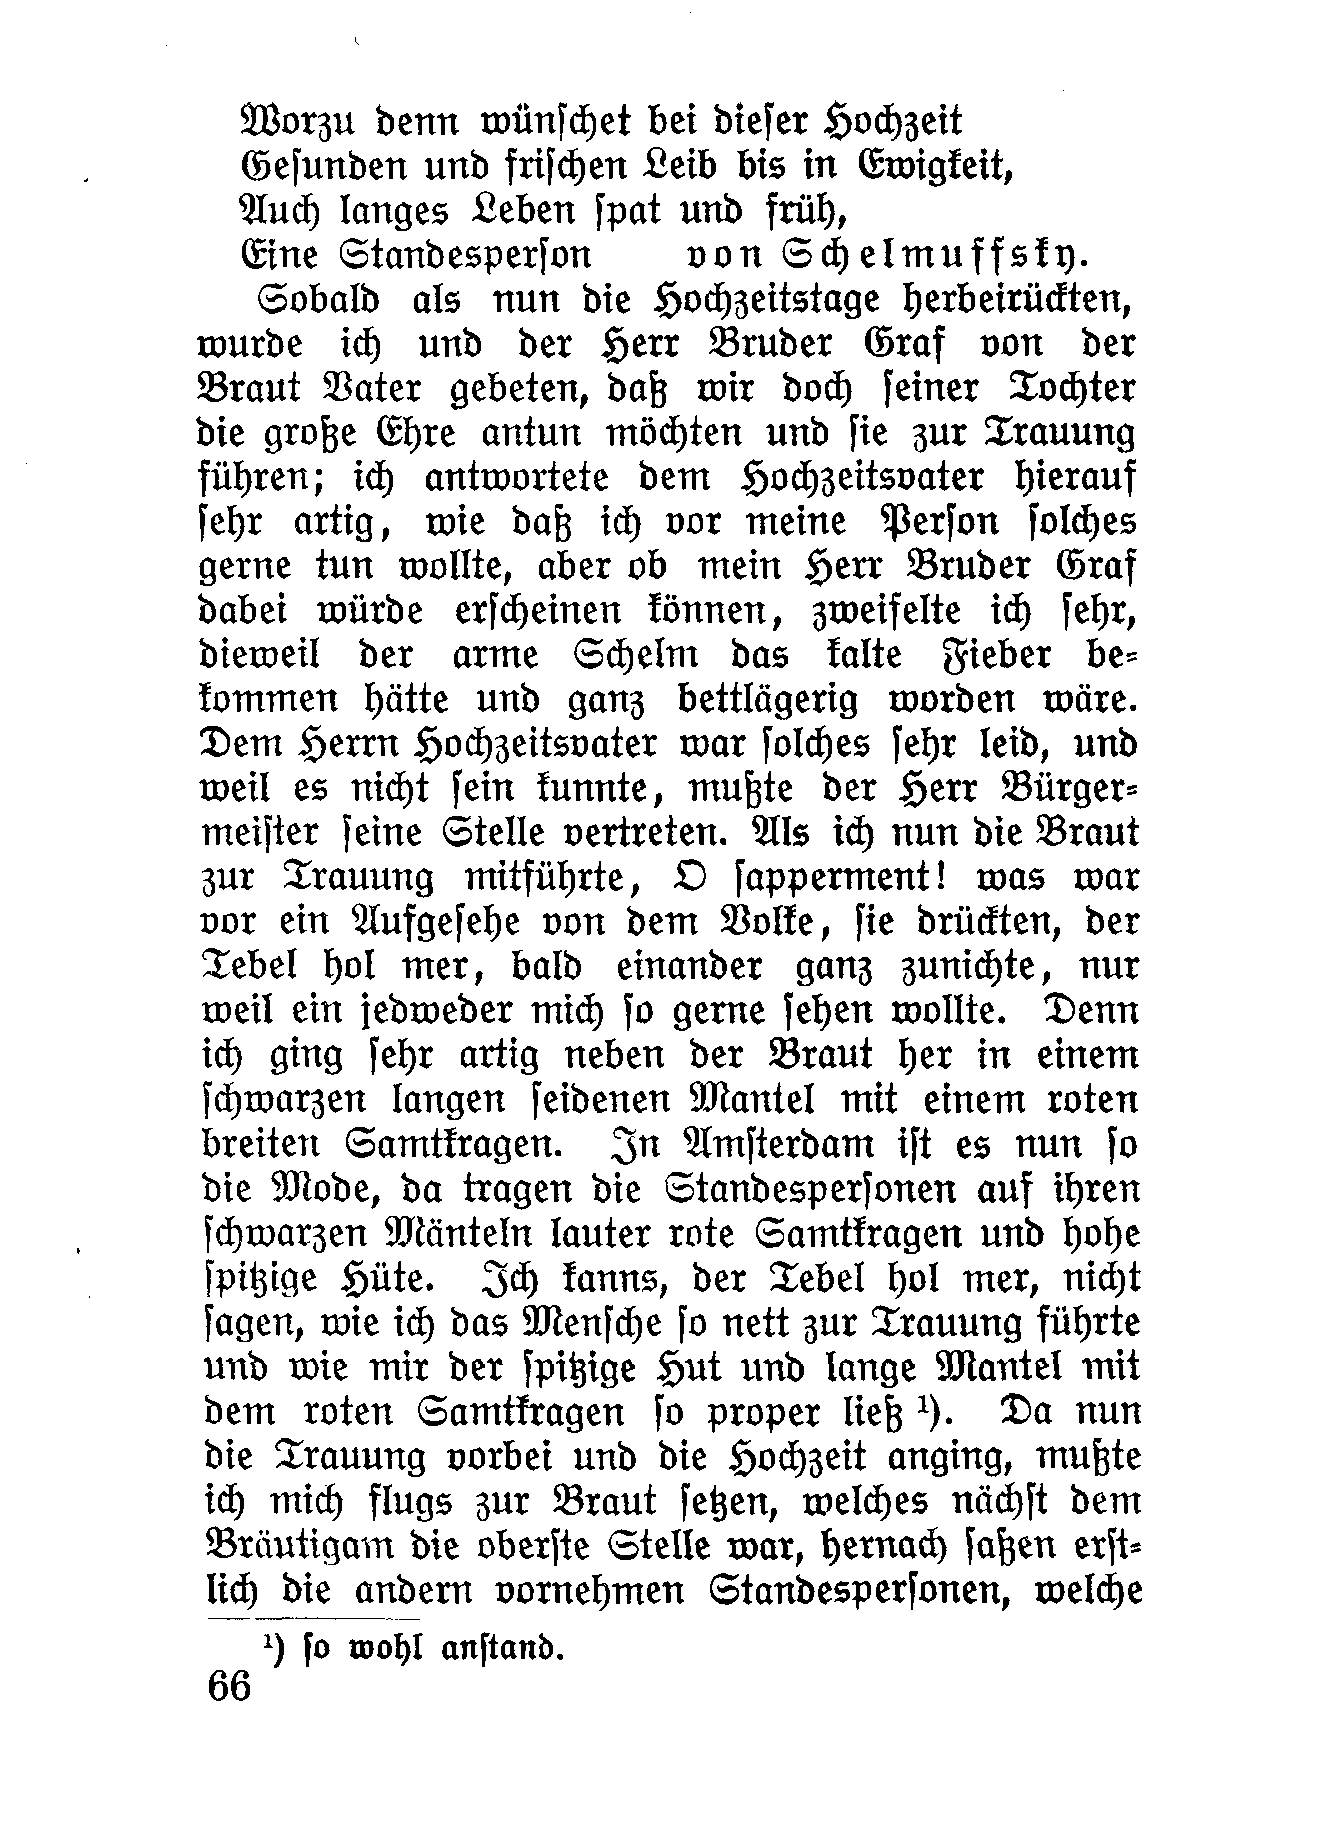 Worzu denn wünſchet bei dieſer Hochzeit
Geſunden und friſchen Leib bis in Ewigkeit,
Auch langes Leben ſpat und früh,
Eine Standesperſon von Schelmuffsky.
Sobald als nun die Hochzeitstage herbeirückten,
wurde ich und der Herr Bruder Graf von der
Braut Vater gebeten, daß wir doch ſeiner Tochter
die große Ehre antun möchten und ſie zur Trauung
führen; ich antwortete dem Hochzeitsvater hierauf
ſehr artig, wie daß ich vor meine Perſon ſolches
gerne tun wollte, aber ob mein Herr Bruder Graf
dabei würde erſcheinen können, zweifelte ich ſehr,
dieweil der arme Schelm das kalte Fieber be-
kommen hätte und ganz bettlägerig worden wäre.
Dem Herrn Hochzeitsvater war ſolches ſehr leid, und
weil es nicht ſein kunnte, mußte der Herr Bürger-
meiſter ſeine Stelle vertreten. Als ich nun die Braut
zur Trauung mitführte, O ſapperment! was war
vor ein Aufgeſehe von dem Volke, ſie drückten, der
Tebel hol mer, bald einander ganz zunichte, nur
weil ein jedweder mich ſo gerne ſehen wollte. Denn
ich ging ſehr artig neben der Braut her in einem
ſchwarzen langen ſeidenen Mantel mit einem roten
breiten Samtkragen. In Amſterdam iſt es nun ſo
die Mode, da tragen die Standesperſonen auf ihren
ſchwarzen Mänteln lauter rote Samtkragen und hohe
ſpitzige Hüte. Ich kanns, der Tebel hol mer, nicht
ſagen, wie ich das Menſche ſo nett zur Trauung führte
und wie mir der ſpitzige Hut und lange Mantel mit
dem roten Samtkragen ſo proper ließ ¹). Da nun
die Trauung vorbei und die Hochzeit anging, mußte
ich mich flugs zur Braut ſetzen, welches nächſt dem
Bräutigam die oberſte Stelle war, hernach ſaßen erſt-
lich die andern vornehmen Standesperſonen, welche
¹) ſo wohl anſtand.
66